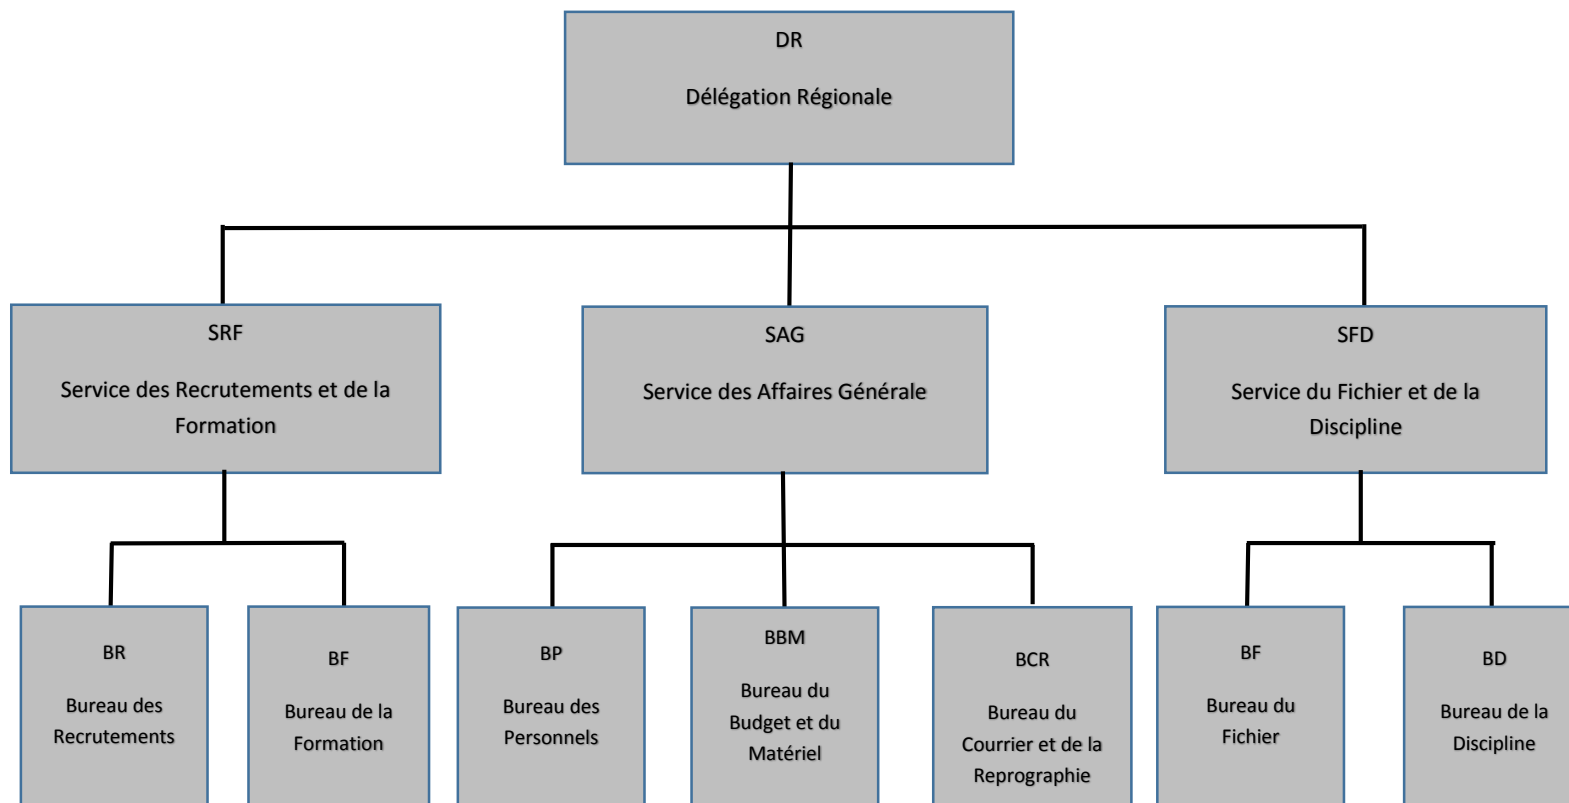 DR
Délégation Régionale
SRF
Service des Recrutements et de la
Formation
SAG
Service des Affaires Générale
SFD
Service du Fichier et de la
Discipline
BR
Bureau des
Recrutements
BF
Bureau de la
Formation
BP
Bureau des
Personnels
BBM
Bureau du
Budget et du
Matériel
BCR
Bureau du
Courrier et de la
Reprographie
BF
Bureau du
Fichier
BD
Bureau de la
Discipline